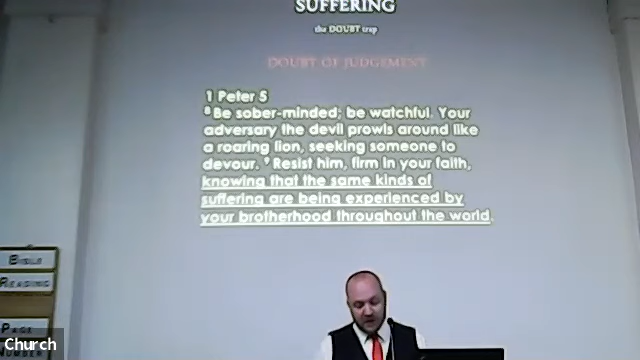 SUFFERING
the DOUBT trap
DOUBT OF JUDGEMENT
1 Peter 5
8 Be sober-minded; be watchful. Your
adversary the devil prowls around like
a roaring lion, seeking someone to
devour. 9 Resist him, firm in your faith,
knowing that the same kinds of
suffering are being experienced by
your brotherhood throughout the world.
BIBLE
READING
PAGE
NUMBER
Church